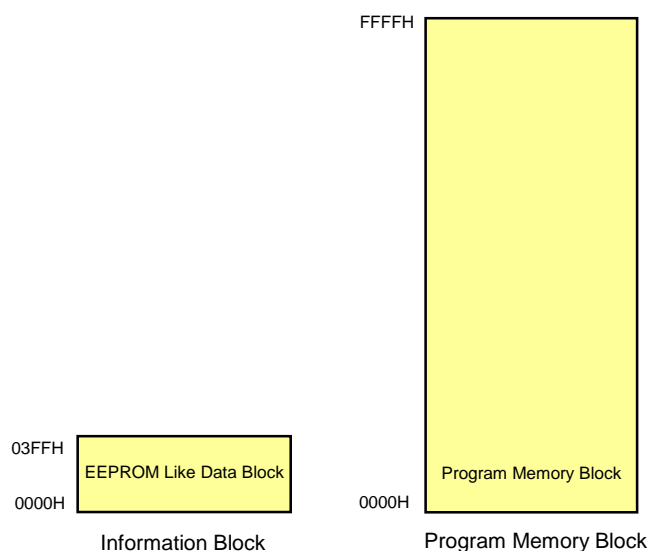 FFFFH
03FFH
EEPROM Like Data Block
Program Memory Block
0000H
0000H
Information Block
Program Memory Block